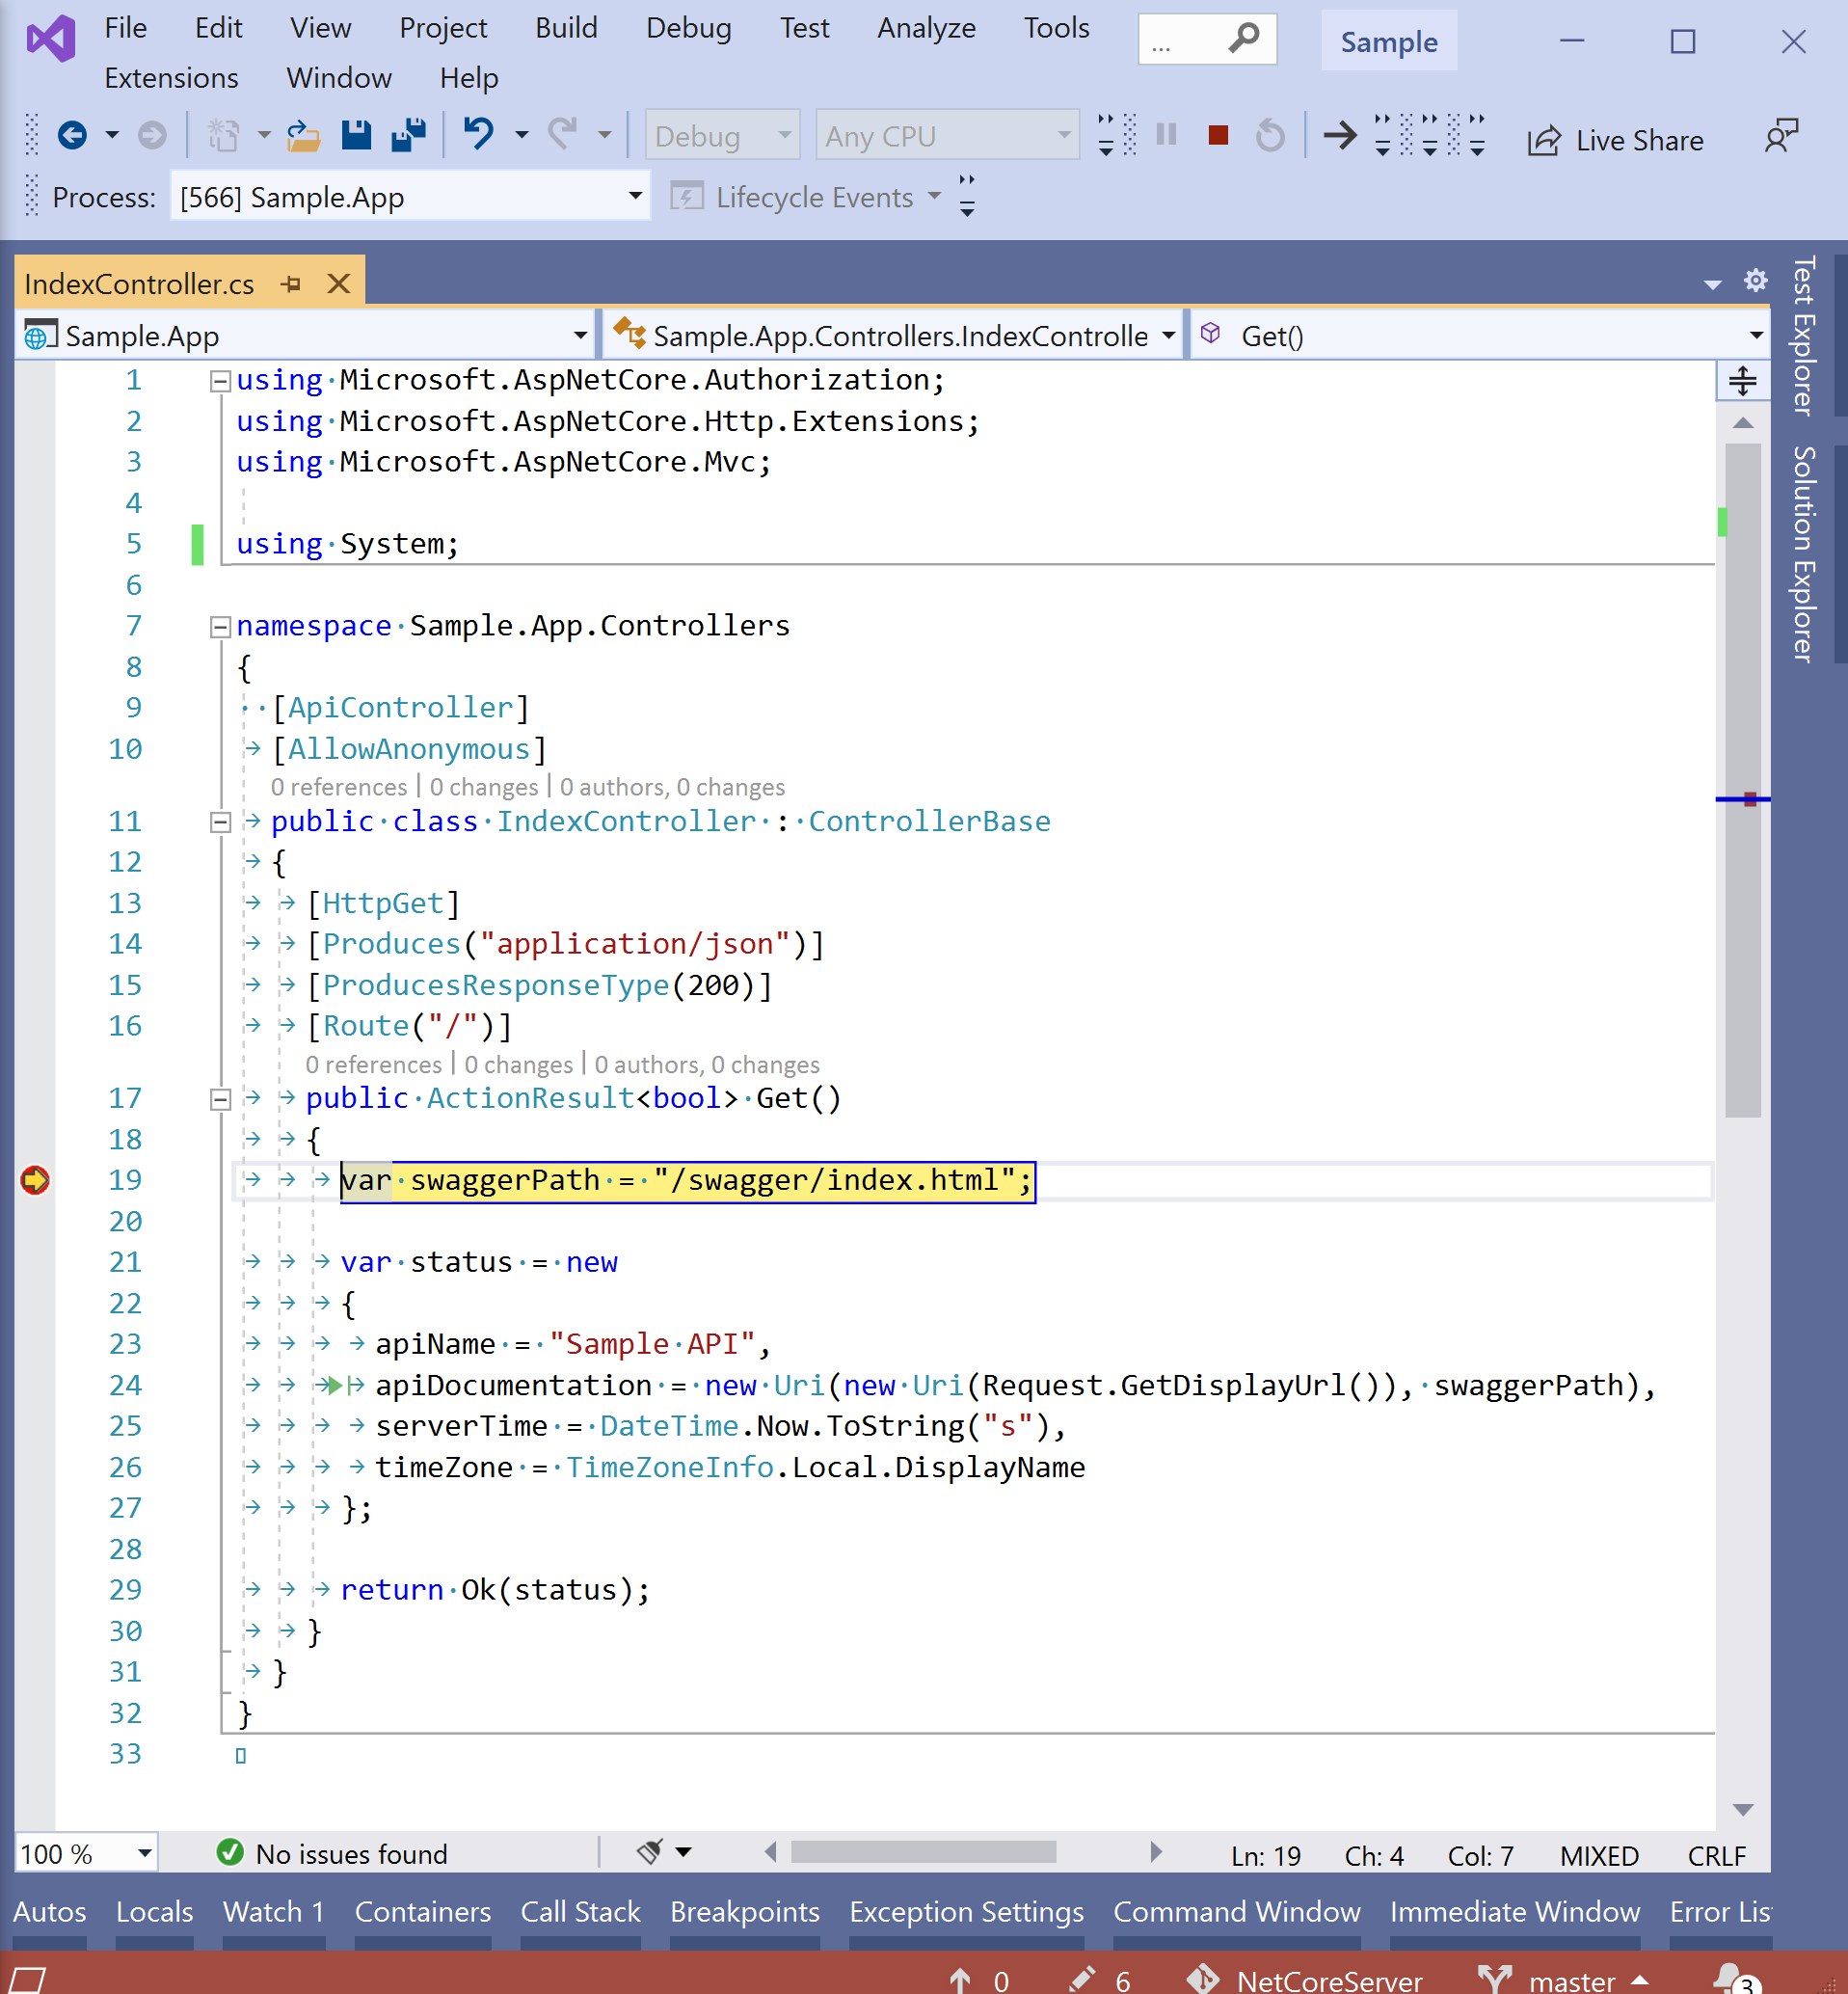 File Edit View Project Build Debug Test Analyze Tools ... Sample
Extensions Window Help
Debug Any CPU Live Share
Process: [566] Sample.App Lifecycle Events
IndexController.cs
Sample.App Sample.App.Controllers.IndexControlle Get()
1 using Microsoft.AspNetCore.Authorization;
2 using Microsoft.AspNetCore.Http.Extensions;
3 using Microsoft.AspNetCore.Mvc;
4
5 using System;
6
7 namespace Sample.App.Controllers
8 {
9 [ApiController]
10 [AllowAnonymous]
0 references | 0 changes | 0 authors, 0 changes
11 public class IndexController : ControllerBase
12 {
13 [HttpGet]
14 [Produces("application/json")]
15 [ProducesResponseType(200)]
16 [Route("/")]
0 references | 0 changes | 0 authors, 0 changes
17 public ActionResult<bool> Get()
18 {
19 var swaggerPath = "/swagger/index.html";
20
21 var status = new
22 {
23 apiName = "Sample API",
24 apiDocumentation = new Uri(new Uri(Request.GetDisplayUrl()), swaggerPath),
25 serverTime = DateTime.Now.ToString("s"),
26 timeZone = TimeZoneInfo.Local.DisplayName
27 };
28
29 return Ok(status);
30 }
31 }
32 }
33
Test Explorer
Solution Explorer
100 % No issues found Ln: 19 Ch: 4 Col: 7 MIXED CRLF
Autos Locals Watch 1 Containers Call Stack Breakpoints Exception Settings Command Window Immediate Window Error Lis
0 6 NetCoreServer master 3